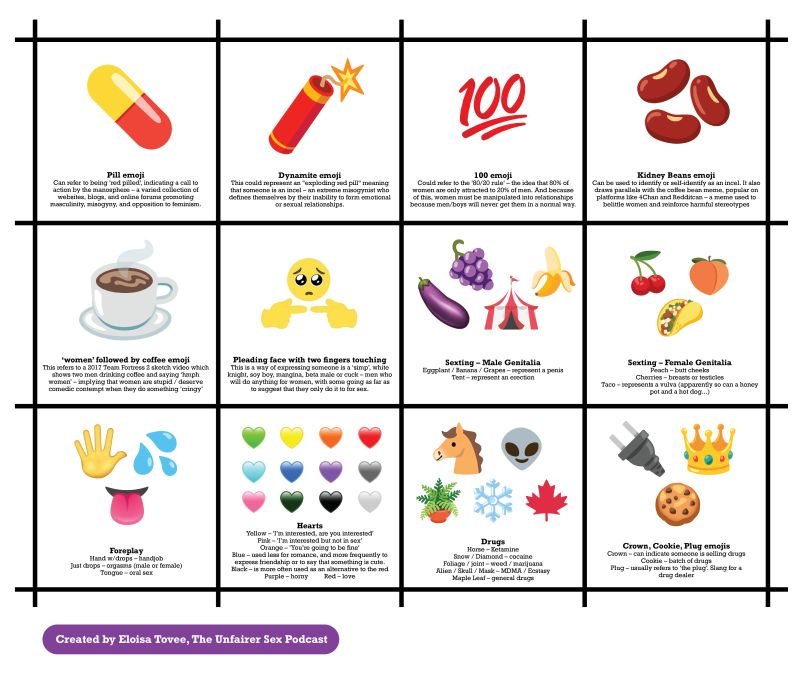 100
Pill emoji
Can refer to being 'red pilled', indicating a call to
action by the manosphere – a varied collection of
websites, blogs, and online forums promoting
masculinity, misogyny, and opposition to feminism.
Dynamite emoji
This could represent an "exploding red pill" meaning
that someone is an incel – an extreme misogynist who
defines themselves by their inability to form emotional
or sexual relationships.
100 emoji
Could refer to the '80/20 rule' – the idea that 80% of
women are only attracted to 20% of men. And because
of this, women must be manipulated into relationships
because men/boys will never get them in a normal way.
Kidney Beans emoji
Can be used to identify or self-identify as an incel. It also
draws parallels with the coffee bean meme, popular on
platforms like 4Chan and Redditcan – a meme used to
belittle women and reinforce harmful stereotypes
'women' followed by coffee emoji
This refers to a 2017 Team Fortress 2 sketch video which
shows two men drinking coffee and saying 'hmph
women' – implying that women are stupid / deserve
comedic contempt when they do something 'cringy'
Pleading face with two fingers touching
This is a way of expressing someone is a 'simp', white
knight, soy boy, mangina, beta male or cuck – men who
will do anything for women, with some going as far as
to suggest that they only do it for sex.
Sexting – Male Genitalia
Eggplant / Banana / Grapes – represent a penis
Tent – represent an erection
Sexting – Female Genitalia
Peach – butt cheeks
Cherries – breasts or testicles
Taco – represents a vulva (apparently so can a honey
pot and a hot dog...)
Foreplay
Hand w/drops – handjob
Just drops – orgasms (male or female)
Tongue – oral sex
Hearts
Yellow – 'I'm interested, are you interested'
Pink – 'I'm interested but not in sex'
Orange – 'You're going to be fine'
Blue – used less for romance, and more frequently to
express friendship or to say that something is cute.
Black – is more often used as an alternative to the red
Purple – horny Red – love
Drugs
Horse – Ketamine
Snow / Diamond – cocaine
Foliage / joint – weed / marijuana
Alien / Skull / Mask – MDMA / Ecstasy
Maple Leaf – general drugs
Crown, Cookie, Plug emojis
Crown – can indicate someone is selling drugs
Cookie – batch of drugs
Plug – usually refers to 'the plug'. Slang for a
drug dealer
Created by Eloisa Tovee, The Unfairer Sex Podcast